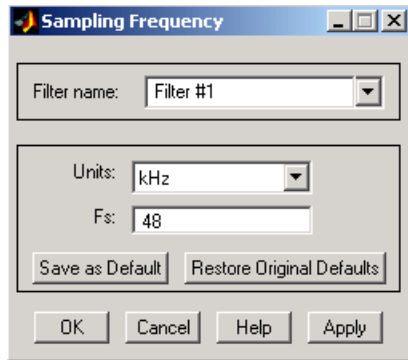 Sampling Frequency
Filter name: Filter #1
Units: kHz
Fs: 48
Save as Default Restore Original Defaults
OK Cancel Help Apply